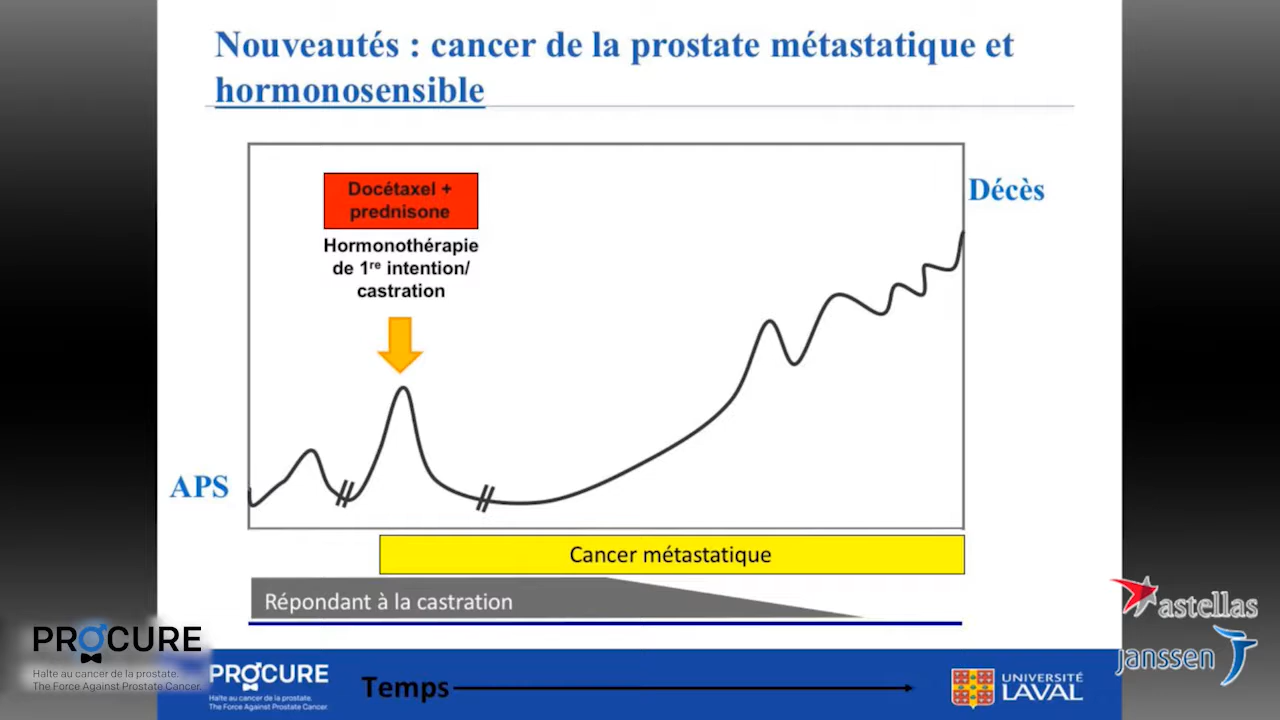 Nouveautés : cancer de la prostate métastatique et
hormonosensible
Docétaxel +
prednisone
Hormonothérapie
de 1re intention/
castration
Décès
APS
Cancer métastatique
Répondant à la castration
PROCURE
Halte au cancer de la prostate.
The Force Against Prostate Cancer.
PROCURE
Halte au cancer de la prostate.
The Force Against Prostate Cancer.
Temps
UNIVERSITÉ
LAVAL
astellas
janssen